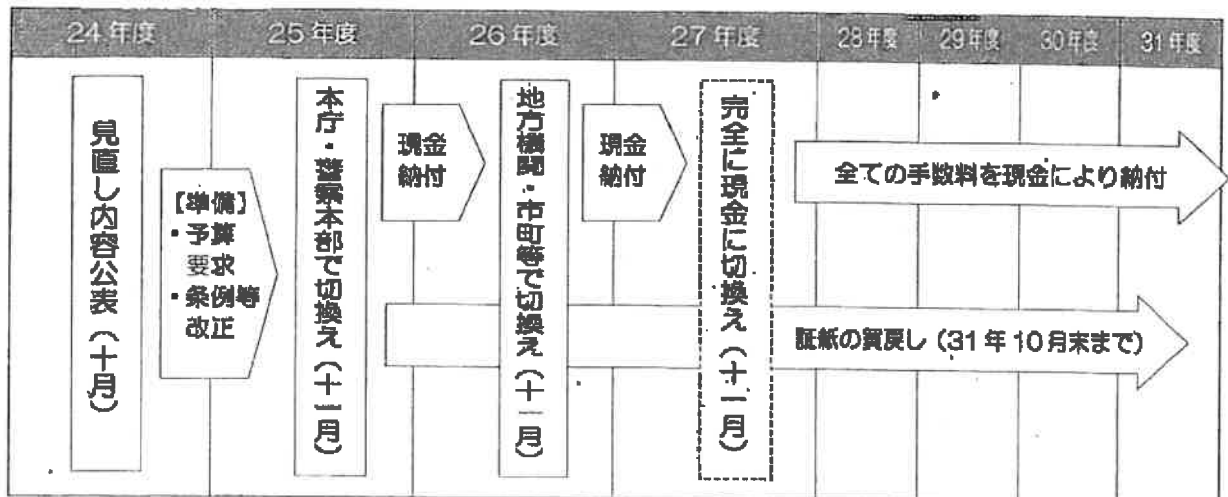 24年度 25年度 26年度 27年度 28年度 29年度 30年度 31年度
見直し内容公表（十月）
【準備】
・予算
要求
・条例等
改正
本庁・警察本部で切換え（十一月）
現金
納付
地方機関・市町等で切換え（十一月）
現金
納付
完全に現金に切換え（十一月）
全ての手数料を現金により納付
証紙の買戻し（31年10月末まで）